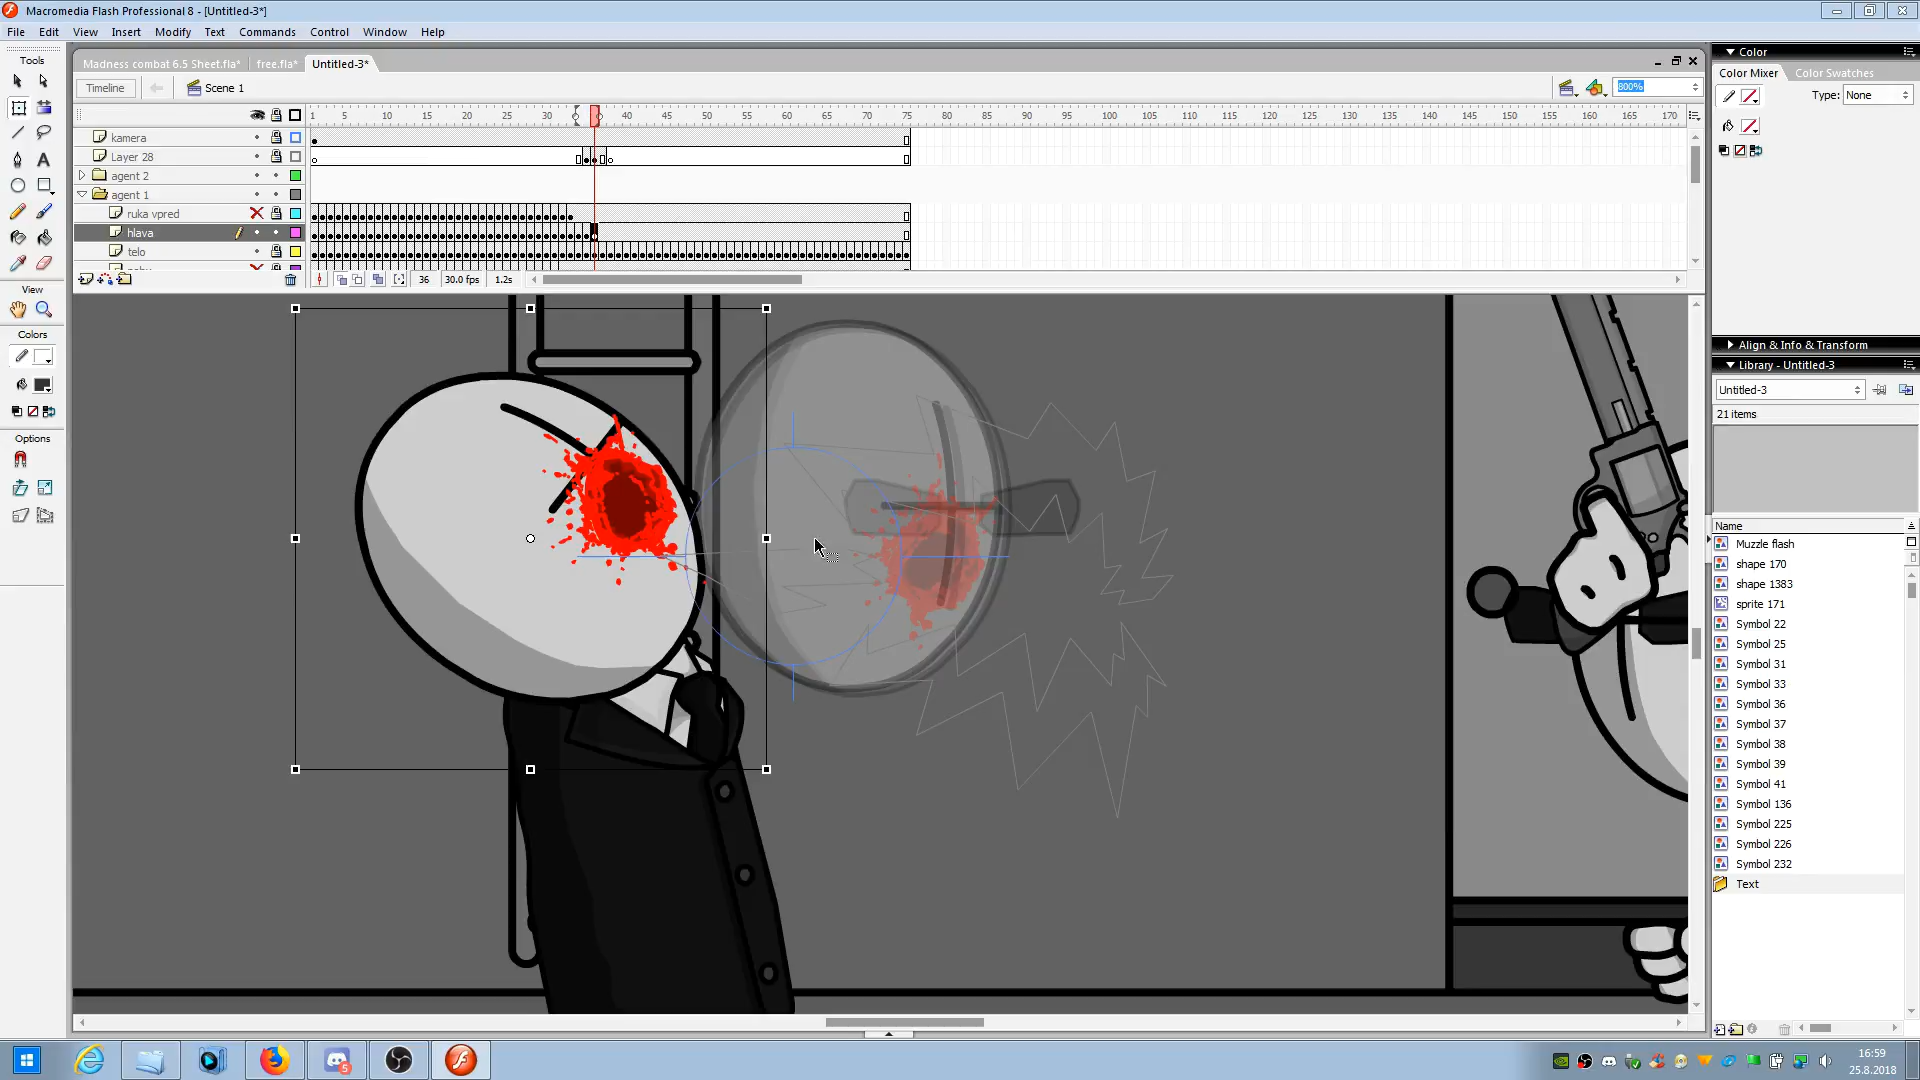 Macromedia Flash Professional 8 - [Untitled-3*]
File Edit View Insert Modify Text Commands Control Window Help
Tools
Madness combat 6.5 Sheet.fla* free.fla* Untitled-3*
Timeline Scene 1 800%
1 5 10 15 20 25 30 40 45 50 55 60 65 70 75 80 85 90 95 100 105 110 115 120 125 130 135 140 145 150 155 160 165 170
kamera
Layer 28
agent 2
agent 1
ruka vpred
hlava
telo
36 30.0 fps 1.2s
View
Colors
Options
Color
Color Mixer Color Swatches
Type: None
Align & Info & Transform
Library - Untitled-3
Untitled-3
21 items
Name
Muzzle flash
shape 170
shape 1383
sprite 171
Symbol 22
Symbol 25
Symbol 31
Symbol 33
Symbol 36
Symbol 37
Symbol 38
Symbol 39
Symbol 41
Symbol 136
Symbol 225
Symbol 226
Symbol 232
Text
5
16:59
25.8.2018